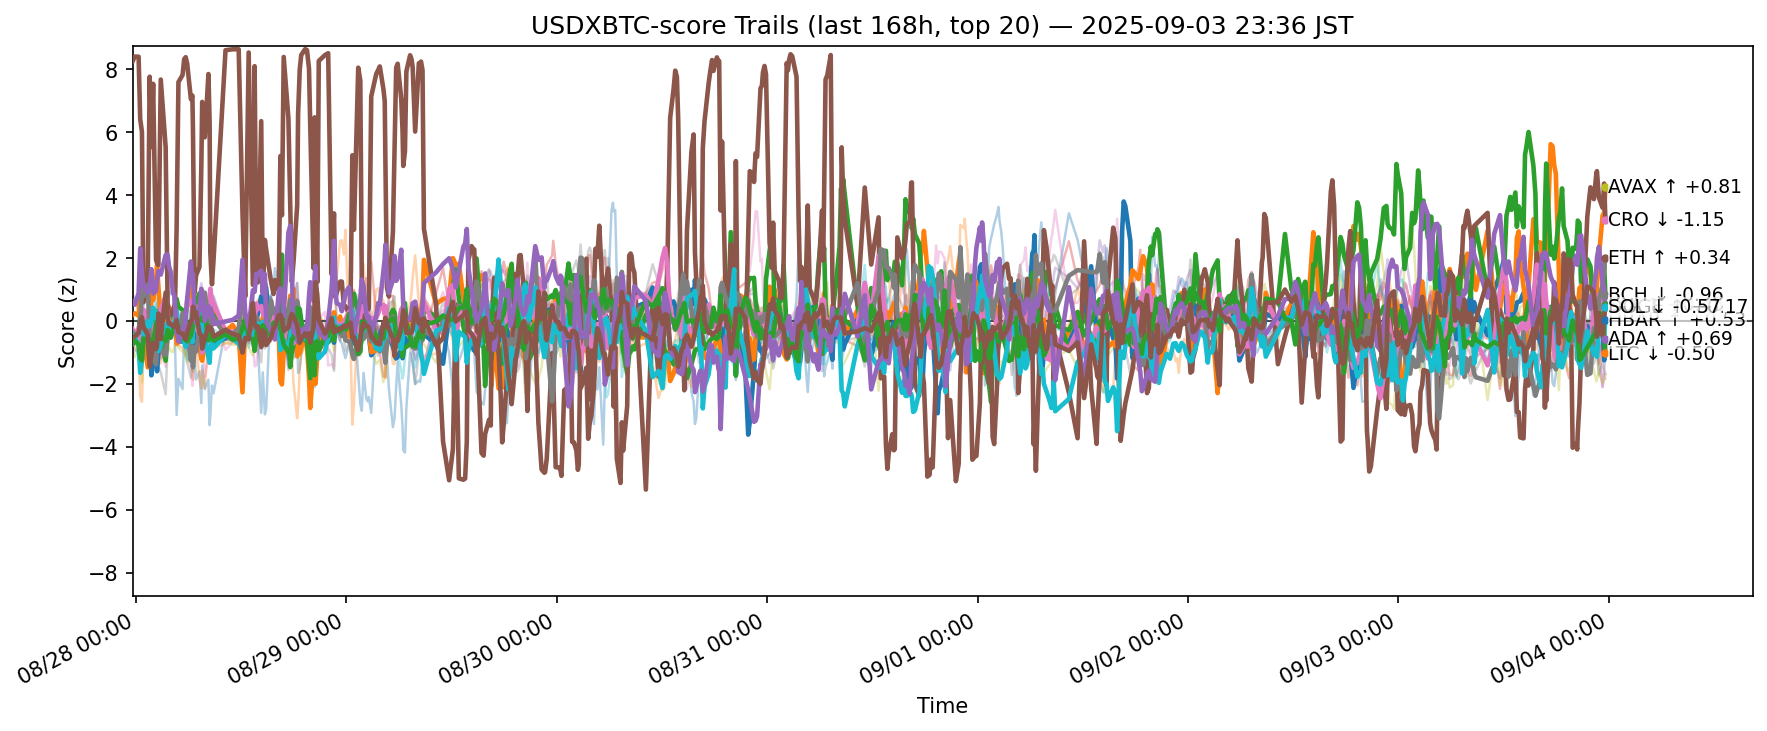 USDXBTC-score Trails (last 168h, top 20) — 2025-09-03 23:36 JST
Score (z)
8
6
4
2
0
−2
−4
−6
−8
AVAX ↑ +0.81
CRO ↓ -1.15
ETH ↑ +0.34
BCH ↓ -0.96
SOL ↓ -0.57
HBAR ↑ +0.53
ADA ↑ +0.69
LTC ↓ -0.50
08/28 00:00
08/29 00:00
08/30 00:00
08/31 00:00
09/01 00:00
09/02 00:00
09/03 00:00
09/04 00:00
Time